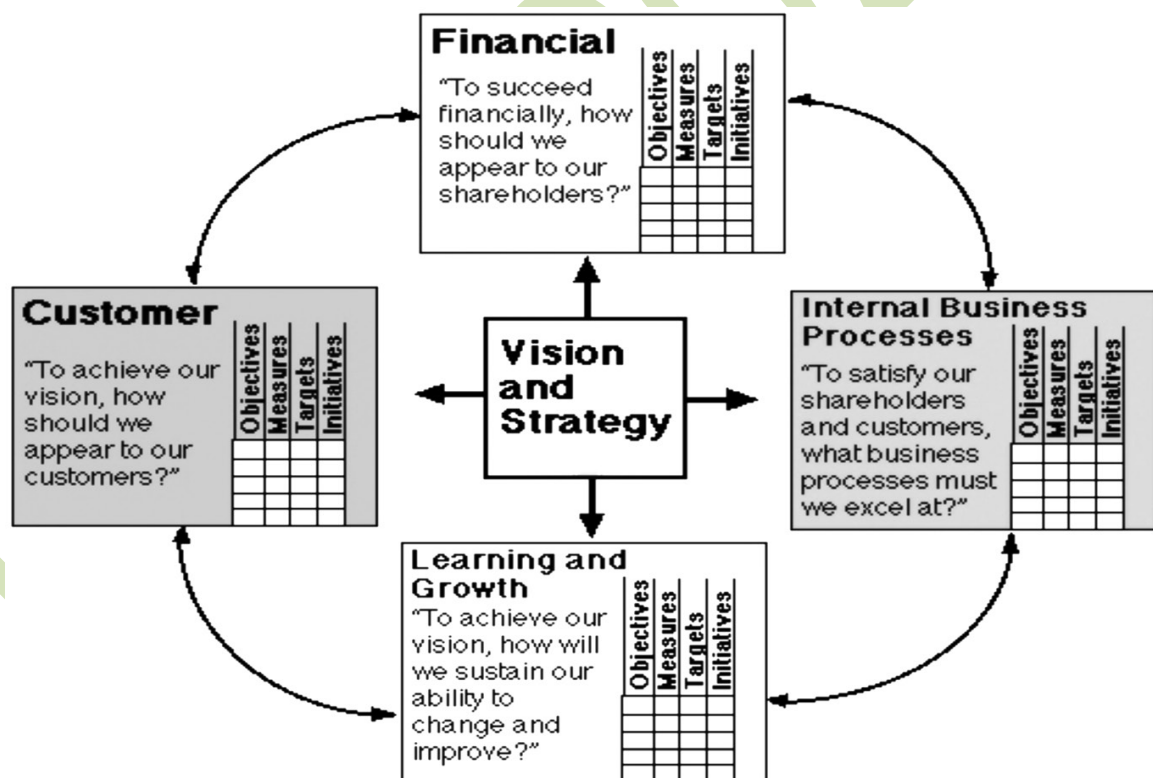 Financial
“To succeed
financially, how
should we
appear to our
shareholders?”
Objectives
Measures
Targets
Initiatives
Customer
“To achieve our
vision, how
should we
appear to our
customers?”
Objectives
Measures
Targets
Initiatives
Vision
and
Strategy
Internal Business
Processes
“To satisfy our
shareholders
and customers,
what business
processes must
we excel at?”
Objectives
Measures
Targets
Initiatives
Learning and
Growth
“To achieve our
vision, how will
we sustain our
ability to
change and
improve?”
Objectives
Measures
Targets
Initiatives